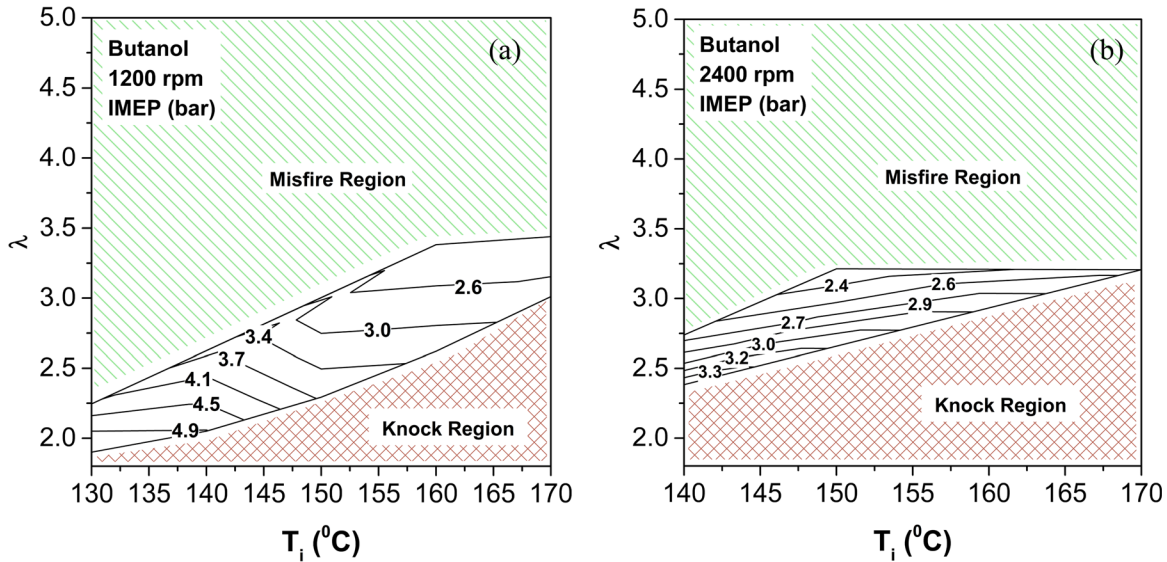 (a)
Butanol
1200 rpm
IMEP (bar)
Misfire Region
Knock Region
2.6
3.0
3.4
3.7
4.1
4.5
4.9
5.0
4.5
4.0
3.5
3.0
2.5
2.0
λ
130 135 140 145 150 155 160 165 170
T_i (⁰C)
(b)
Butanol
2400 rpm
IMEP (bar)
Misfire Region
Knock Region
2.4
2.6
2.9
2.7
3.0
3.2
3.3
5.0
4.5
4.0
3.5
3.0
2.5
2.0
λ
140 145 150 155 160 165 170
T_i (⁰C)